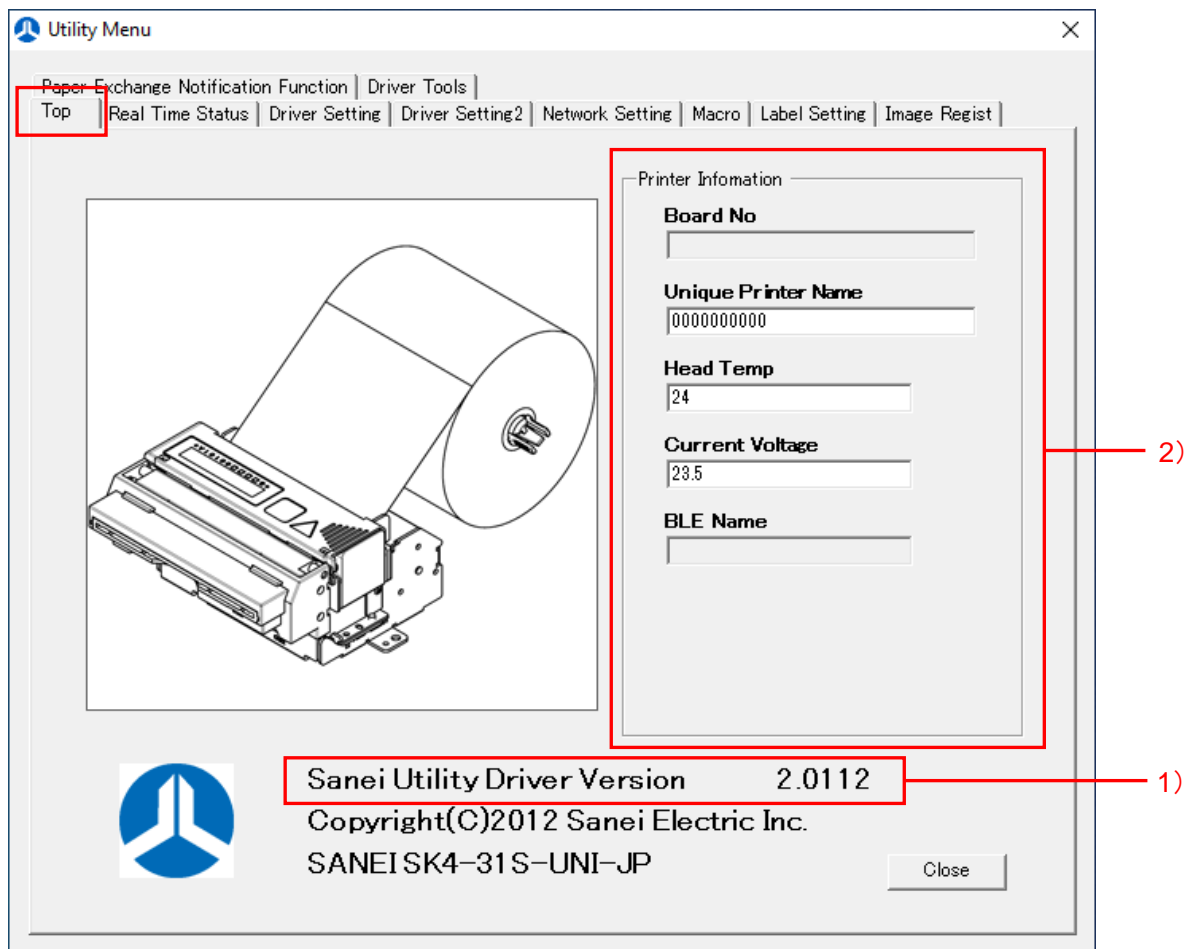 Utility Menu
Paper Exchange Notification Function
Driver Tools
Top
Real Time Status
Driver Setting
Driver Setting2
Network Setting
Macro
Label Setting
Image Regist
Printer Infomation
Board No
Unique Printer Name
0000000000
Head Temp
24
Current Voltage
23.5
BLE Name
2)
Sanei Utility Driver Version 2.0112
1)
Copyright(C)2012 Sanei Electric Inc.
SANEI SK4-31S-UNI-JP
Close